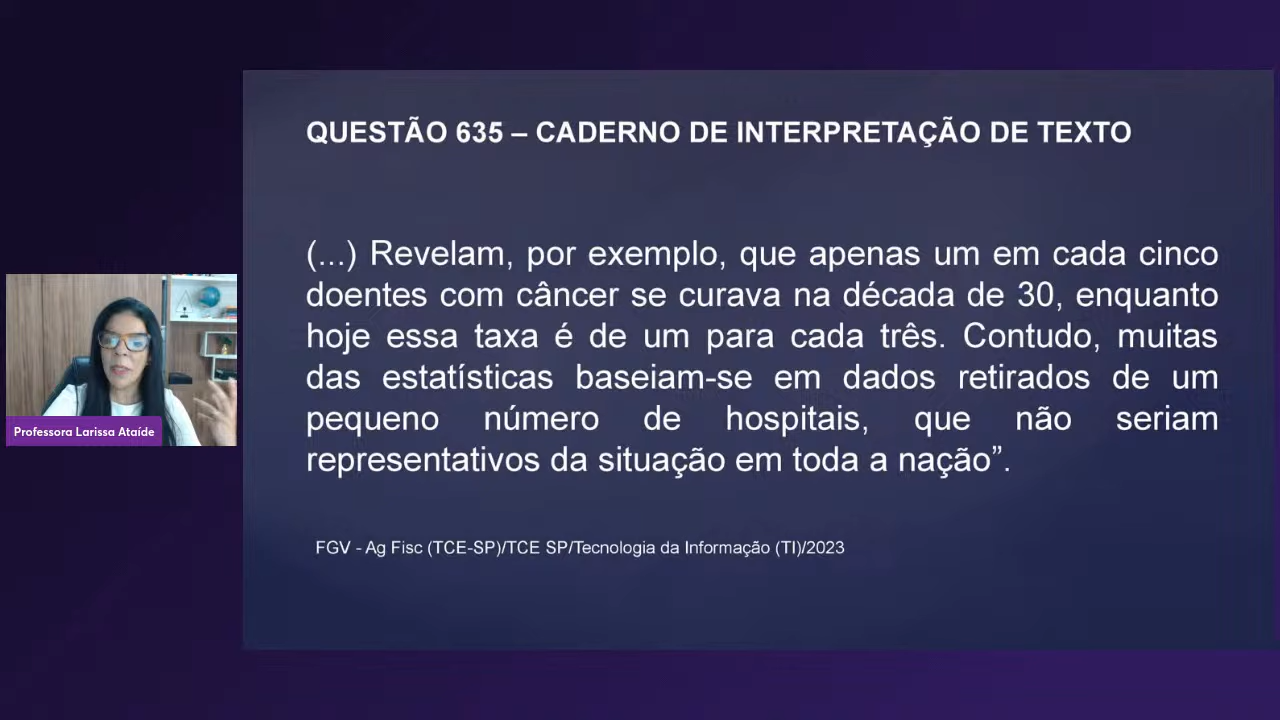 QUESTÃO 635 – CADERNO DE INTERPRETAÇÃO DE TEXTO
(...) Revelam, por exemplo, que apenas um em cada cinco
doentes com câncer se curava na década de 30, enquanto
hoje essa taxa é de um para cada três. Contudo, muitas
das estatísticas baseiam-se em dados retirados de um
pequeno número de hospitais, que não seriam
representativos da situação em toda a nação”.
FGV - Ag Fisc (TCE-SP)/TCE SP/Tecnologia da Informação (TI)/2023
Professora Larissa Ataíde